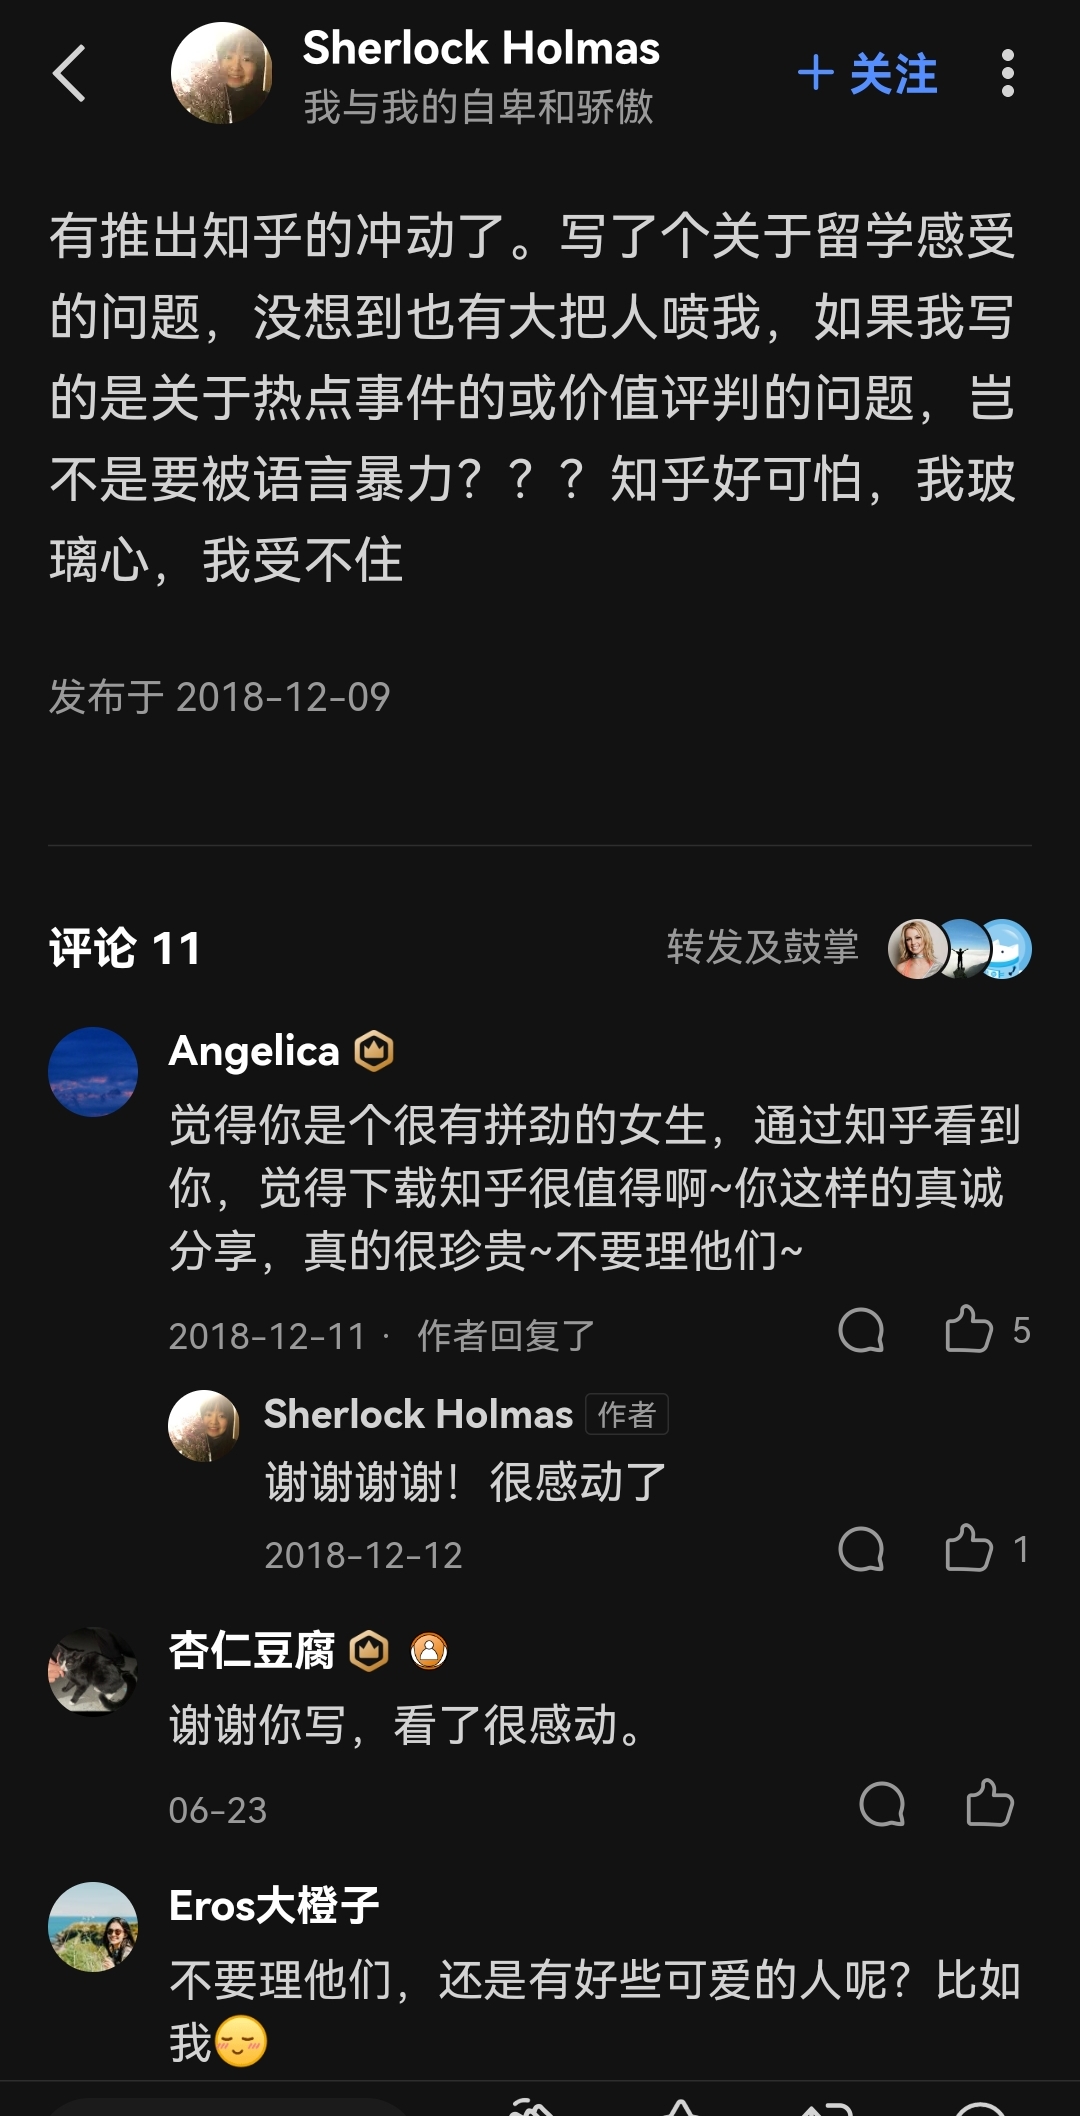 Sherlock Holmas
我与我的自卑和骄傲
+ 关注
有推出知乎的冲动了。写了个关于留学感受
的问题，没想到也有大把人喷我，如果我写
的是关于热点事件的或价值评判的问题，岂
不是要被语言暴力？？？知乎好可怕，我玻
璃心，我受不住
发布于 2018-12-09
评论 11
转发及鼓掌
Angelica
觉得你是个很有拼劲的女生，通过知乎看到
你，觉得下载知乎很值得啊~你这样的真诚
分享，真的很珍贵~不要理他们~
2018-12-11 · 作者回复了
5
Sherlock Holmas 作者
谢谢谢谢！很感动了
2018-12-12
1
杏仁豆腐
谢谢你写，看了很感动。
06-23
Eros大橙子
不要理他们，还是有好些可爱的人呢？比如
我😌